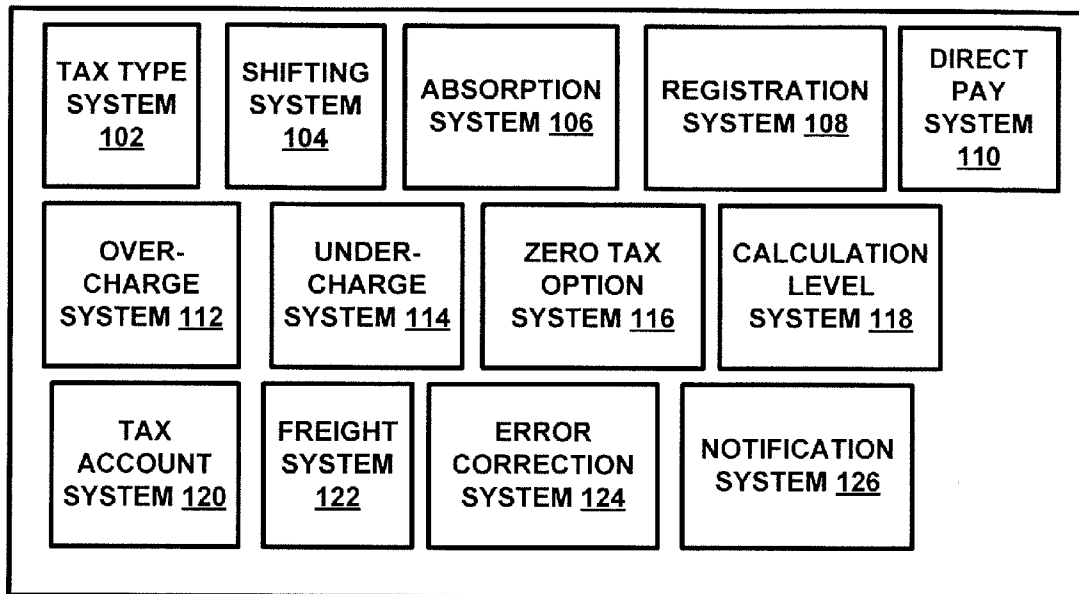 TAX TYPE
SYSTEM
102
SHIFTING
SYSTEM
104
ABSORPTION
SYSTEM 106
REGISTRATION
SYSTEM 108
DIRECT
PAY
SYSTEM
110
OVER-
CHARGE
SYSTEM 112
UNDER-
CHARGE
SYSTEM 114
ZERO TAX
OPTION
SYSTEM 116
CALCULATION
LEVEL
SYSTEM 118
TAX
ACCOUNT
SYSTEM 120
FREIGHT
SYSTEM
122
ERROR
CORRECTION
SYSTEM 124
NOTIFICATION
SYSTEM 126